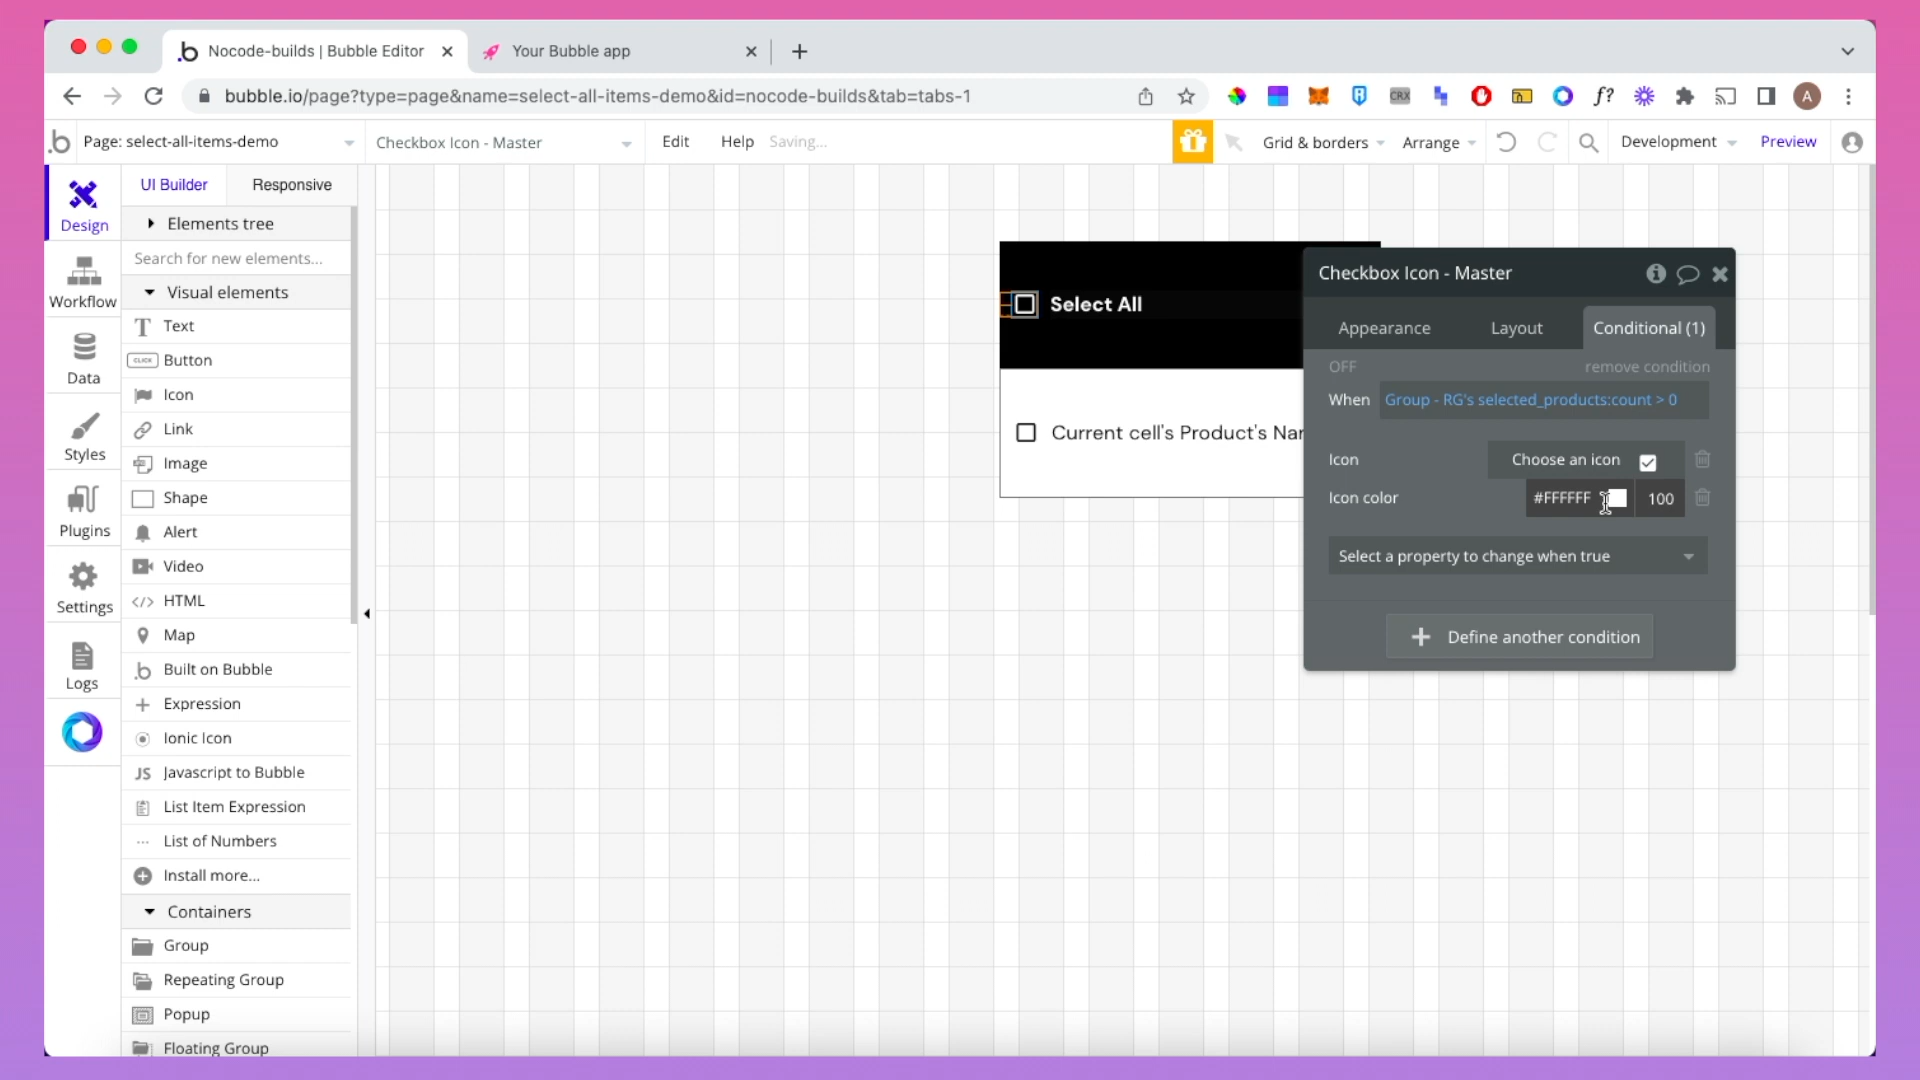 Nocode-builds | Bubble Editor
Your Bubble app
bubble.io/page?type=page&name=select-all-items-demo&id=nocode-builds&tab=tabs-1
CRX
f?
A
Page: select-all-items-demo
Checkbox Icon - Master
Edit
Help
Saving...
Grid & borders
Arrange
Development
Preview
Design
Workflow
Data
Styles
Plugins
Settings
Logs
UI Builder
Responsive
Elements tree
Search for new elements...
Visual elements
Text
CLICK
Button
Icon
Link
Image
Shape
Alert
Video
HTML
Map
Built on Bubble
Expression
Ionic Icon
JS
Javascript to Bubble
List Item Expression
List of Numbers
Install more...
Containers
Group
Repeating Group
Popup
Floating Group
Select All
Current cell's Product's Nar
Checkbox Icon - Master
Appearance
Layout
Conditional (1)
OFF
remove condition
When
Group - RG's selected_products:count > 0
Icon
Choose an icon
Icon color
#FFFFFF
100
Select a property to change when true
Define another condition